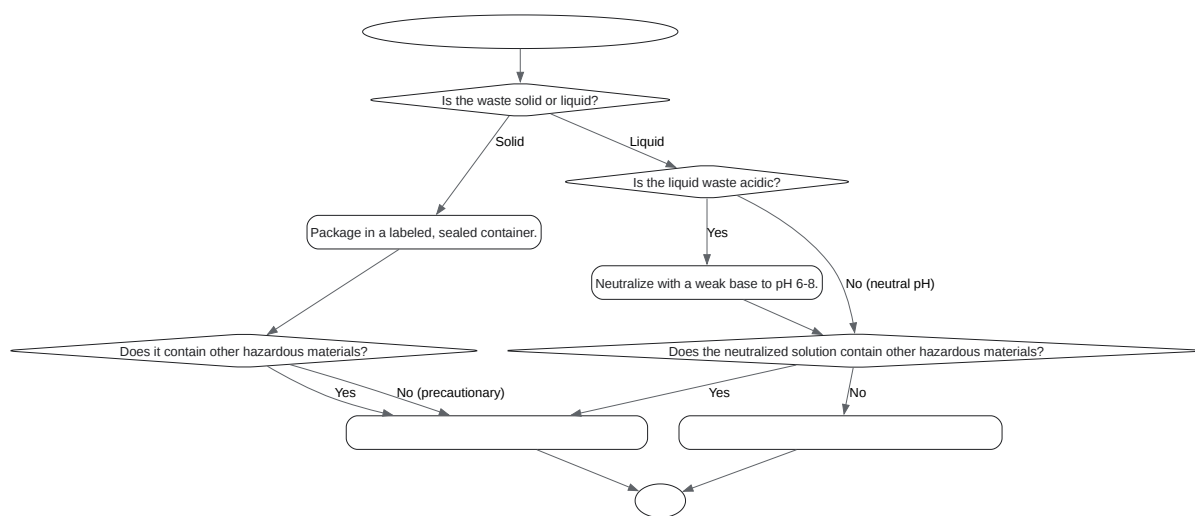 Is the waste solid or liquid?
Solid
Liquid
Is the liquid waste acidic?
Package in a labeled, sealed container.
Yes
Neutralize with a weak base to pH 6-8.
No (neutral pH)
Does it contain other hazardous materials?
Does the neutralized solution contain other hazardous materials?
Yes
No (precautionary)
Yes
No